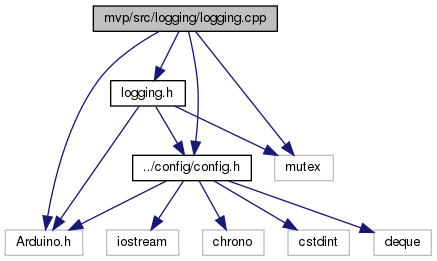 mvp/src/logging/logging.cpp
logging.h
../config/config.h
mutex
Arduino.h
iostream
chrono
cstdint
deque